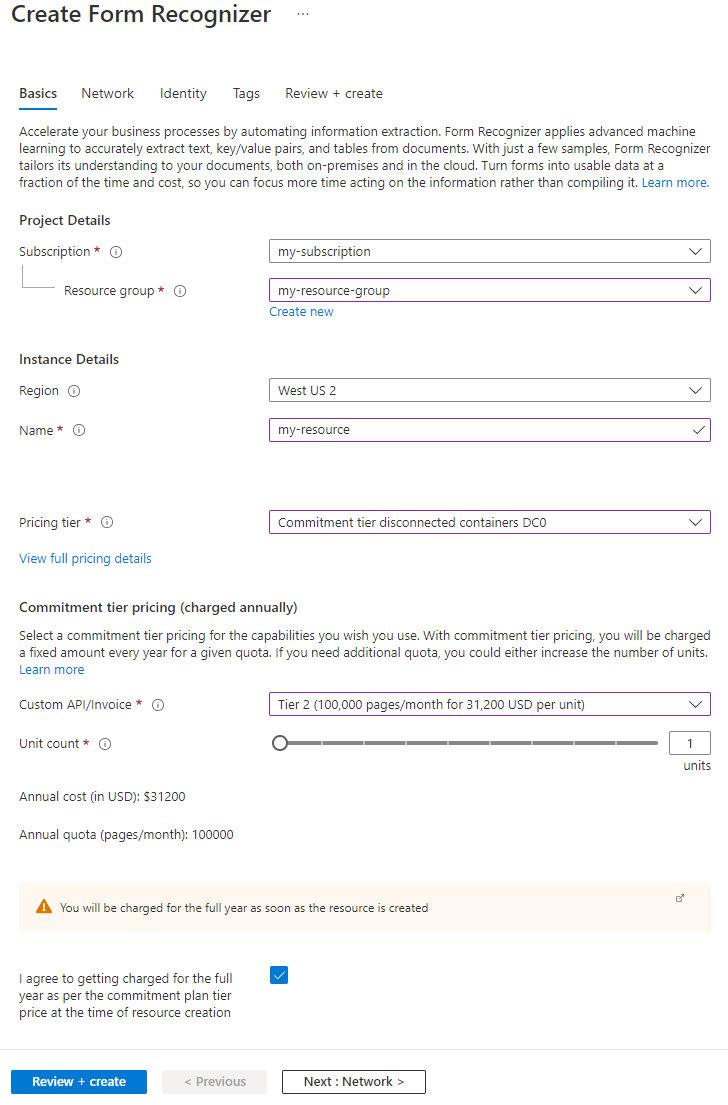 Create Form Recognizer ...
Basics Network Identity Tags Review + create
Accelerate your business processes by automating information extraction. Form Recognizer applies advanced machine
learning to accurately extract text, key/value pairs, and tables from documents. With just a few samples, Form Recognizer
tailors its understanding to your documents, both on-premises and in the cloud. Turn forms into usable data at a
fraction of the time and cost, so you can focus more time acting on the information rather than compiling it. Learn more.
Project Details
Subscription * my-subscription
Resource group * my-resource-group
Create new
Instance Details
Region West US 2
Name * my-resource
Pricing tier * Commitment tier disconnected containers DC0
View full pricing details
Commitment tier pricing (charged annually)
Select a commitment tier pricing for the capabilities you wish you use. With commitment tier pricing, you will be charged
a fixed amount every year for a given quota. If you need additional quota, you could either increase the number of units.
Learn more
Custom API/Invoice * Tier 2 (100,000 pages/month for 31,200 USD per unit)
Unit count * 1
units
Annual cost (in USD): $31200
Annual quota (pages/month): 100000
You will be charged for the full year as soon as the resource is created
I agree to getting charged for the full
year as per the commitment plan tier
price at the time of resource creation
Review + create < Previous Next : Network >